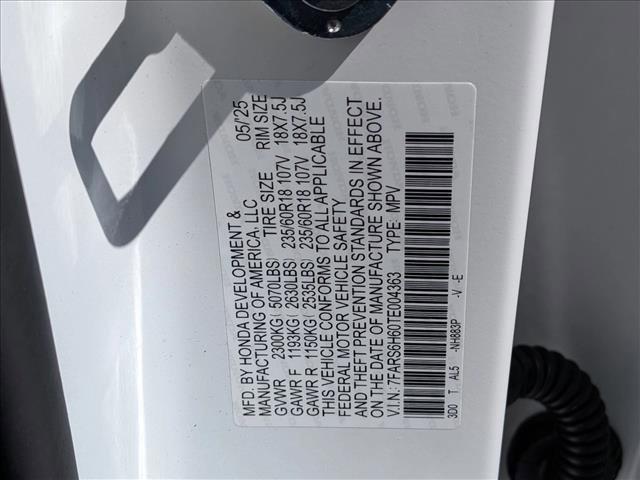 MFD. BY HONDA DEVELOPMENT & 05/'25
MANUFACTURING OF AMERICA, LLC TIRE SIZE RIM SIZE
GVWR 2300KG(5070LBS) 235/60R18 107V 18X7.5J
GAWR F 1193KG(2630LBS) 235/60R18 107V 18X7.5J
GAWR R 1150KG(2535LBS)
THIS VEHICLE CONFORMS TO ALL APPLICABLE
FEDERAL MOTOR VEHICLE SAFETY
AND THEFT PREVENTION STANDARDS IN EFFECT
ON THE DATE OF MANUFACTURE SHOWN ABOVE.
V.I.N: 7FARS6H60TE004563 TYPE: MPV
3D0 T AL5 -NH883P -V -E